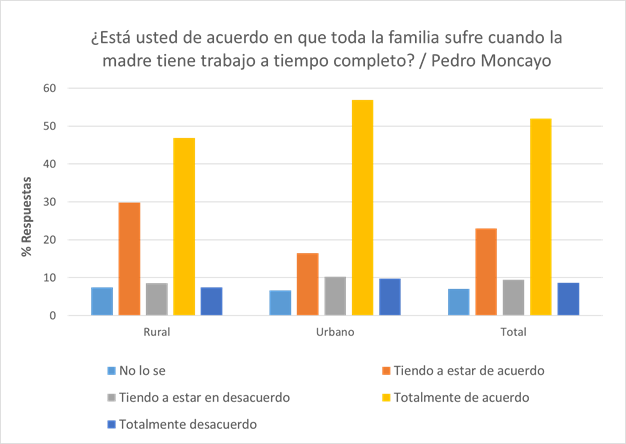 ¿Está usted de acuerdo en que toda la familia sufre cuando la
madre tiene trabajo a tiempo completo? / Pedro Moncayo
% Respuestas
60
50
40
30
20
10
0
Rural
Urbano
Total
No lo se
Tiendo a estar de acuerdo
Tiendo a estar en desacuerdo
Totalmente de acuerdo
Totalmente desacuerdo